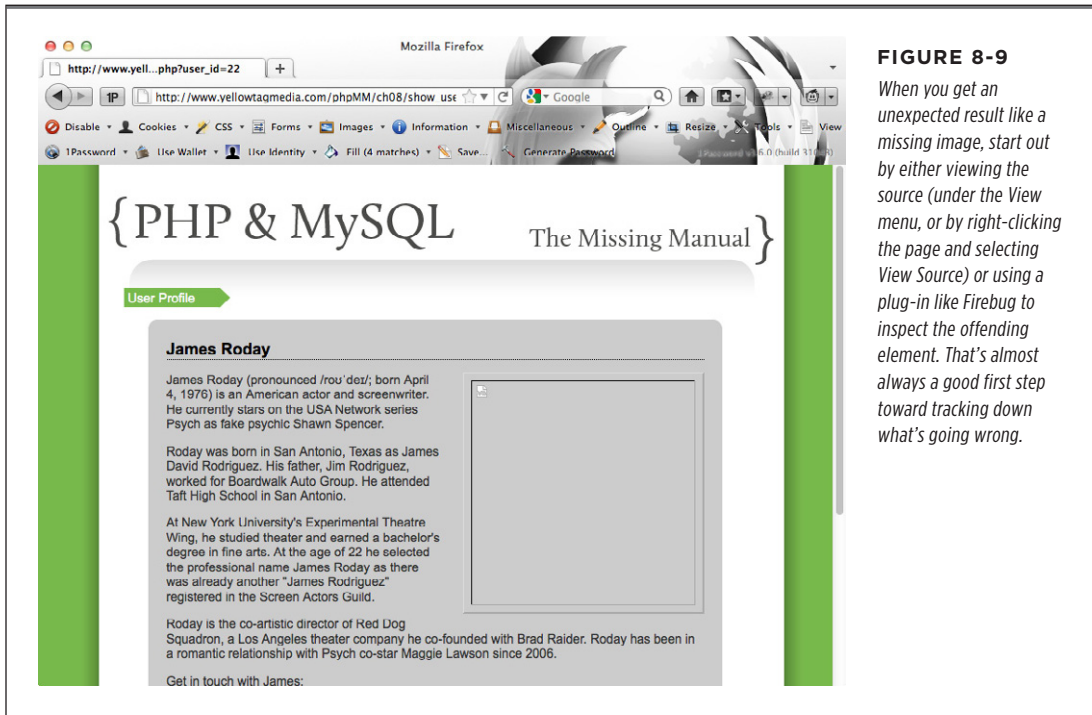 Mozilla Firefox
http://www.yell...php?user_id=22
+
1P
http://www.yellowtagmedia.com/phpMM/ch08/show_use
Google
Disable Cookies CSS Forms Images Information Miscellaneous Outline Resize Tools View
1Password Use Wallet Use Identity Fill (4 matches) Save... Generate Password
{PHP & MySQL
The Missing Manual}
User Profile
James Roday
James Roday (pronounced /roʊˈdeɪ/; born April
4, 1976) is an American actor and screenwriter.
He currently stars on the USA Network series
Psych as fake psychic Shawn Spencer.
Roday was born in San Antonio, Texas as James
David Rodriguez. His father, Jim Rodriguez,
worked for Boardwalk Auto Group. He attended
Taft High School in San Antonio.
At New York University's Experimental Theatre
Wing, he studied theater and earned a bachelor's
degree in fine arts. At the age of 22 he selected
the professional name James Roday as there
was already another "James Rodriguez"
registered in the Screen Actors Guild.
Roday is the co-artistic director of Red Dog
Squadron, a Los Angeles theater company he co-founded with Brad Raider. Roday has been in
a romantic relationship with Psych co-star Maggie Lawson since 2006.
Get in touch with James:
FIGURE 8-9
When you get an
unexpected result like a
missing image, start out
by either viewing the
source (under the View
menu, or by right-clicking
the page and selecting
View Source) or using a
plug-in like Firebug to
inspect the offending
element. That's almost
always a good first step
toward tracking down
what's going wrong.